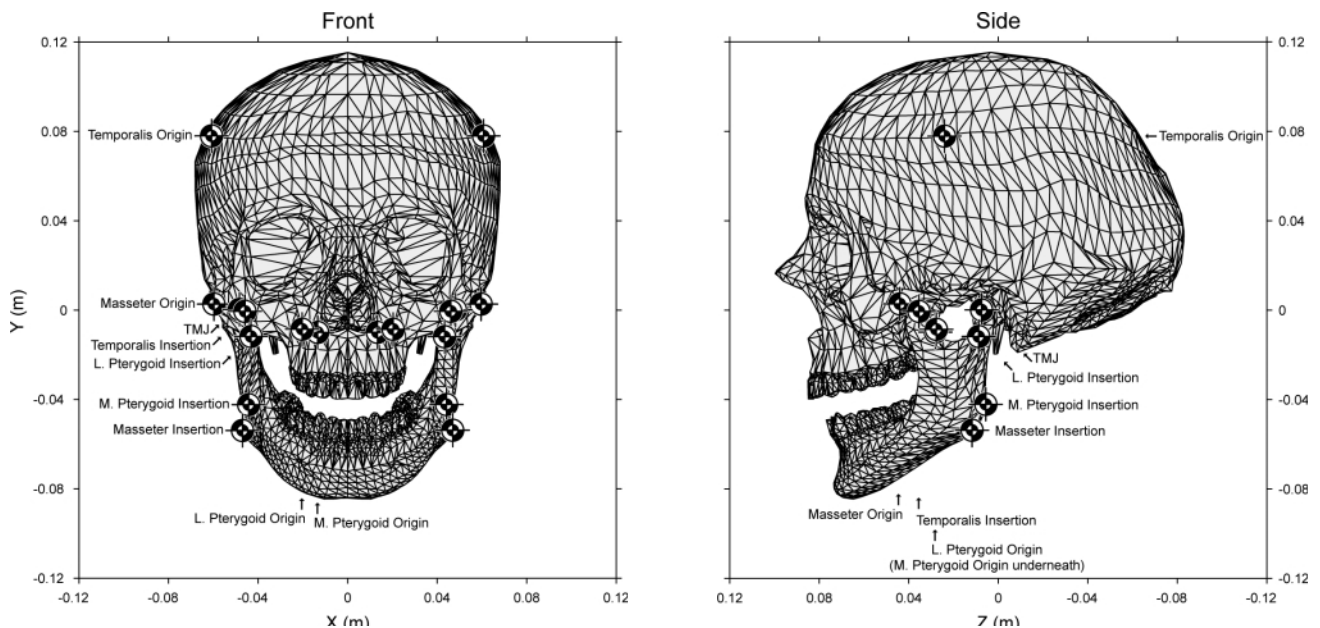 Front
Side
0.12
0.08
0.04
0
-0.04
-0.08
-0.12
Y (m)
Temporalis Origin
Masseter Origin
TMJ
Temporalis Insertion
L. Pterygoid Insertion
M. Pterygoid Insertion
Masseter Insertion
L. Pterygoid Origin
M. Pterygoid Origin
-0.12 -0.08 -0.04 0 0.04 0.08 0.12
X (m)
0.12
0.08
0.04
0
-0.04
-0.08
-0.12
Temporalis Origin
TMJ
L. Pterygoid Insertion
M. Pterygoid Insertion
Masseter Insertion
Masseter Origin
Temporalis Insertion
L. Pterygoid Origin
(M. Pterygoid Origin underneath)
0.12 0.08 0.04 0 -0.04 -0.08 -0.12
Z (m)